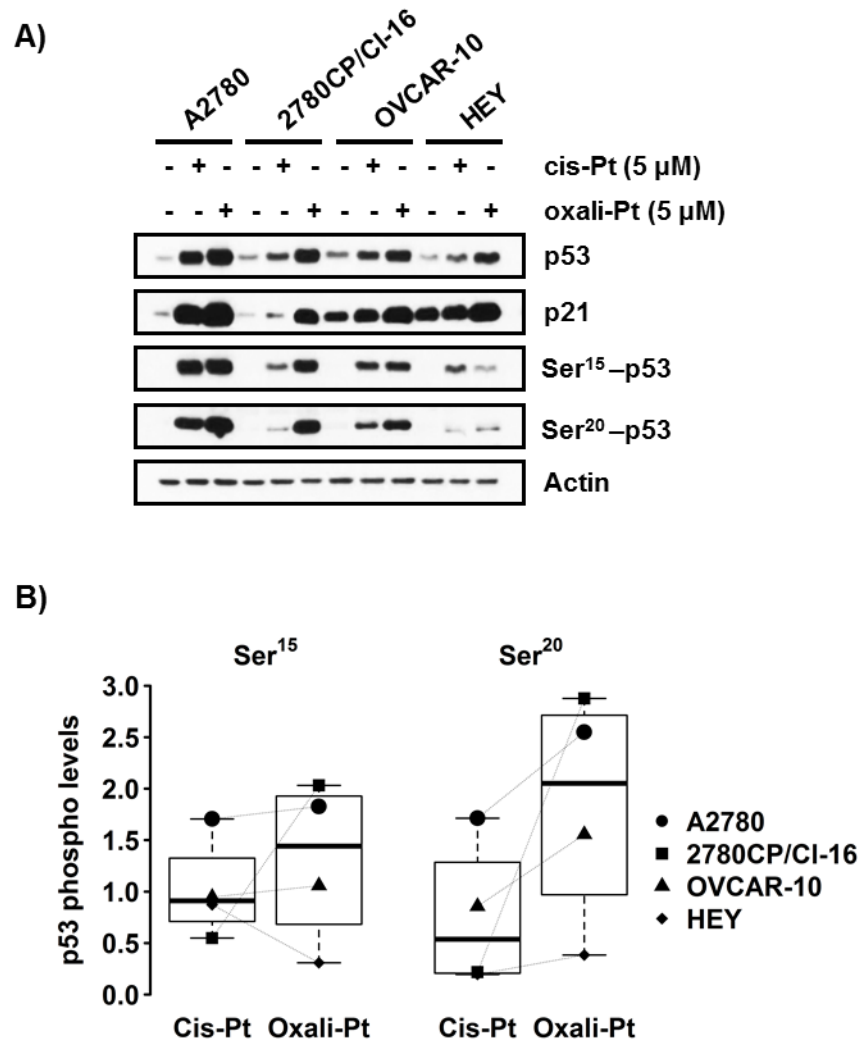 A)
A2780 2780CP/CI-16 OVCAR-10 HEY
- + - - + - - + - - + - cis-Pt (5 µM)
- - + - - + - - + - - + oxali-Pt (5 µM)
p53
p21
Ser¹⁵–p53
Ser²⁰–p53
Actin
B)
Ser¹⁵ Ser²⁰
p53 phospho levels
3.0
2.5
2.0
1.5
1.0
0.5
0.0
A2780
2780CP/CI-16
OVCAR-10
HEY
Cis-Pt Oxali-Pt Cis-Pt Oxali-Pt